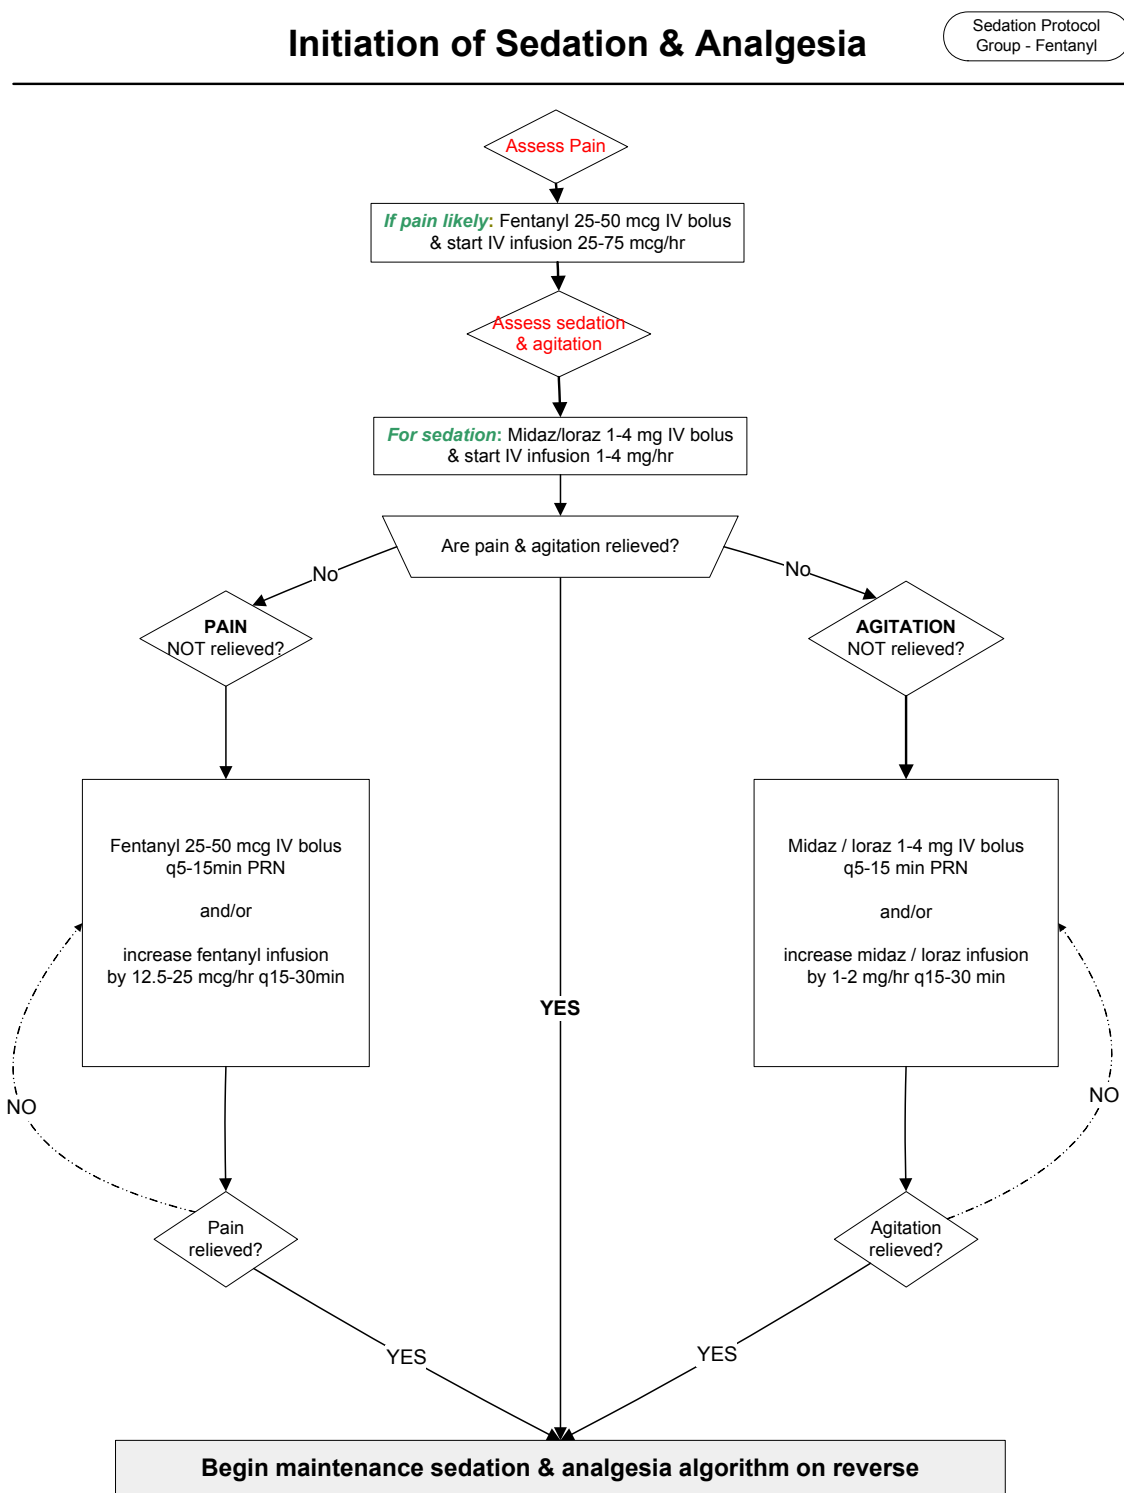 Initiation of Sedation & Analgesia
Sedation Protocol
Group - Fentanyl
Assess Pain
If pain likely: Fentanyl 25-50 mcg IV bolus
& start IV infusion 25-75 mcg/hr
Assess sedation
& agitation
For sedation: Midaz/loraz 1-4 mg IV bolus
& start IV infusion 1-4 mg/hr
Are pain & agitation relieved?
No
No
PAIN
NOT relieved?
AGITATION
NOT relieved?
Fentanyl 25-50 mcg IV bolus
q5-15min PRN
and/or
increase fentanyl infusion
by 12.5-25 mcg/hr q15-30min
Midaz / loraz 1-4 mg IV bolus
q5-15 min PRN
and/or
increase midaz / loraz infusion
by 1-2 mg/hr q15-30 min
YES
NO
NO
Pain
relieved?
Agitation
relieved?
YES
YES
Begin maintenance sedation & analgesia algorithm on reverse